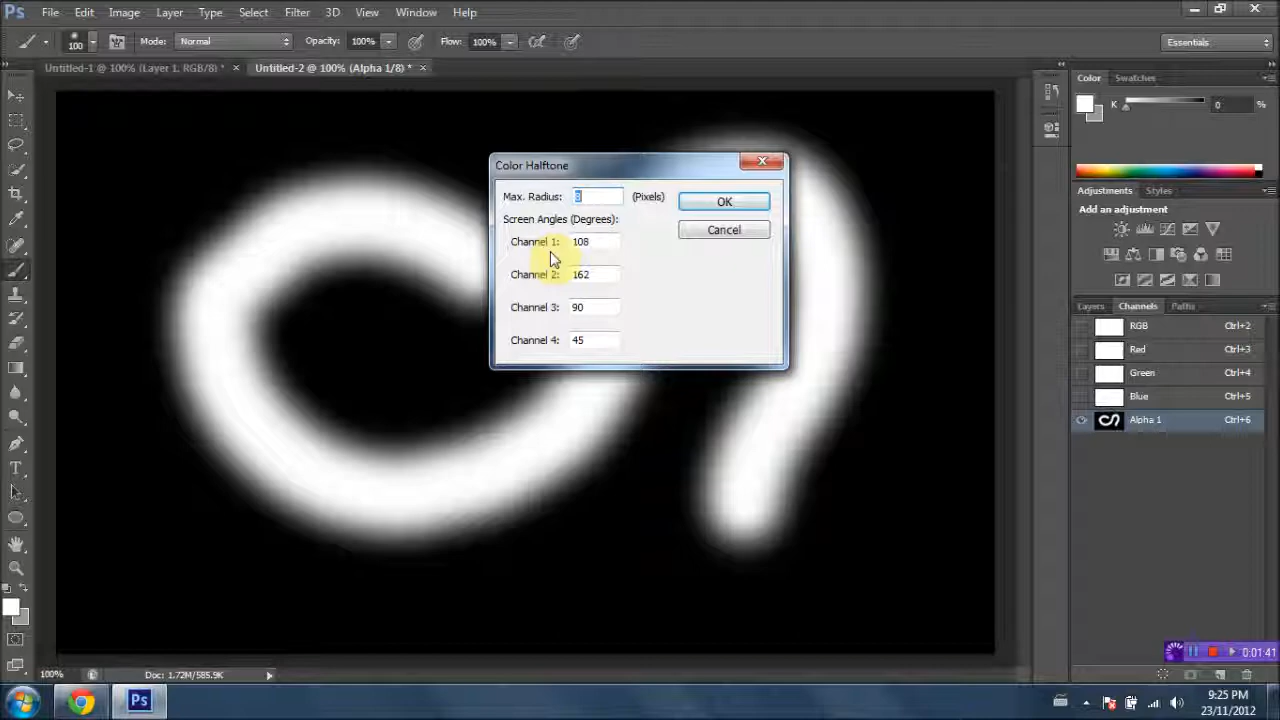 Ps File Edit Image Layer Type Select Filter 3D View Window Help
100 Mode: Normal Opacity: 100% Flow: 100% Essentials
Untitled-1 @ 100% (Layer 1, RGB/8) * × Untitled-2 @ 100% (Alpha 1/8) * ×
Color Swatches
K 0 %
Color Halftone
Max. Radius: 8 (Pixels) OK
Screen Angles (Degrees):
Cancel
Channel 1: 108
Channel 2: 162
Channel 3: 90
Channel 4: 45
Adjustments Styles
Add an adjustment
Layers Channels Paths
RGB Ctrl+2
Red Ctrl+3
Green Ctrl+4
Blue Ctrl+5
Alpha 1 Ctrl+6
0:01:41
100% Doc: 1.72M/585.9K
Ps
9:25 PM
23/11/2012